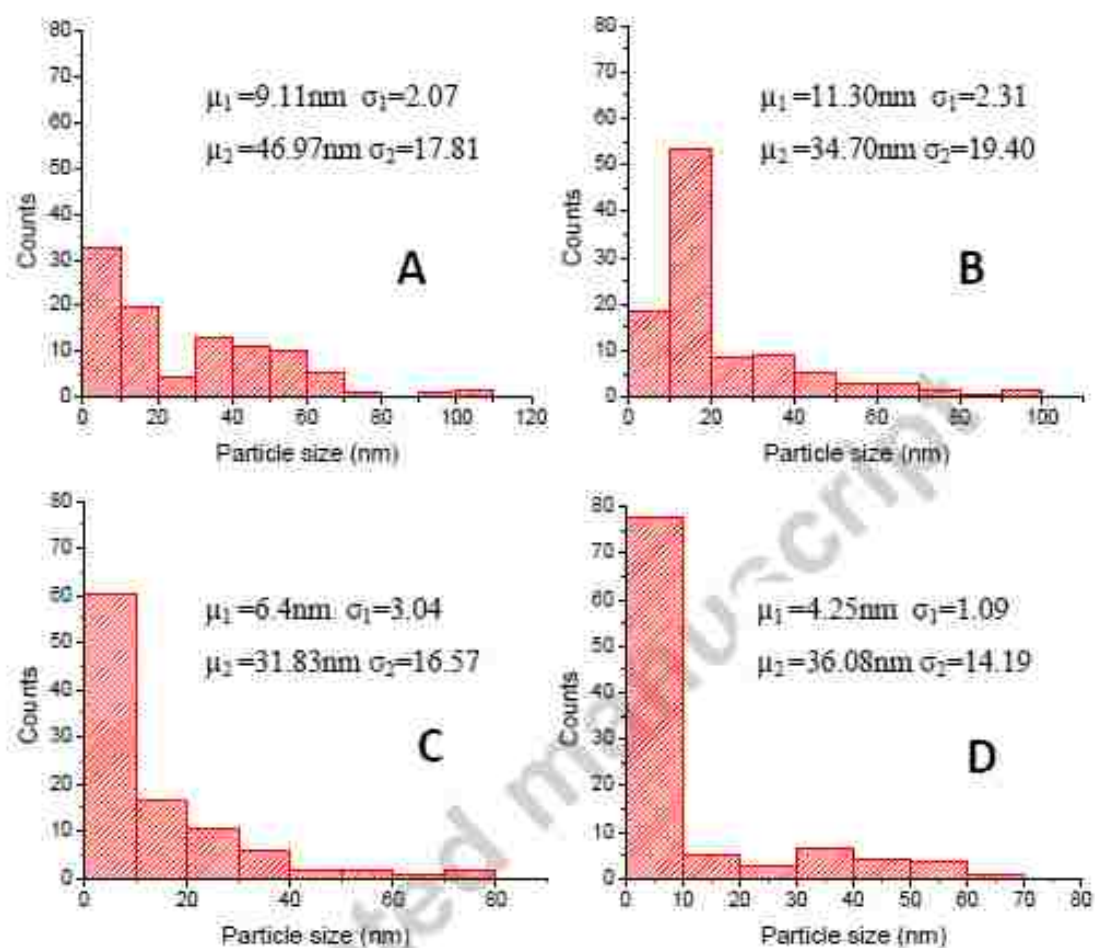 80
70
60
50
40
30
20
10
0
Counts
μ₁=9.11nm σ₁=2.07
μ₂=46.97nm σ₂=17.81
A
0 20 40 60 80 100 120
Particle size (nm)
80
70
60
50
40
30
20
10
0
Counts
μ₁=11.30nm σ₁=2.31
μ₂=34.70nm σ₂=19.40
B
0 20 40 60 80 100
Particle size (nm)
80
70
60
50
40
30
20
10
0
Counts
μ₁=6.4nm σ₁=3.04
μ₂=31.83nm σ₂=16.57
C
0 20 40 60 80
Particle size (nm)
80
70
60
50
40
30
20
10
0
Counts
μ₁=4.25nm σ₁=1.09
μ₂=36.08nm σ₂=14.19
D
0 10 20 30 40 50 60 70 80
Particle size (nm)
ted manuscript